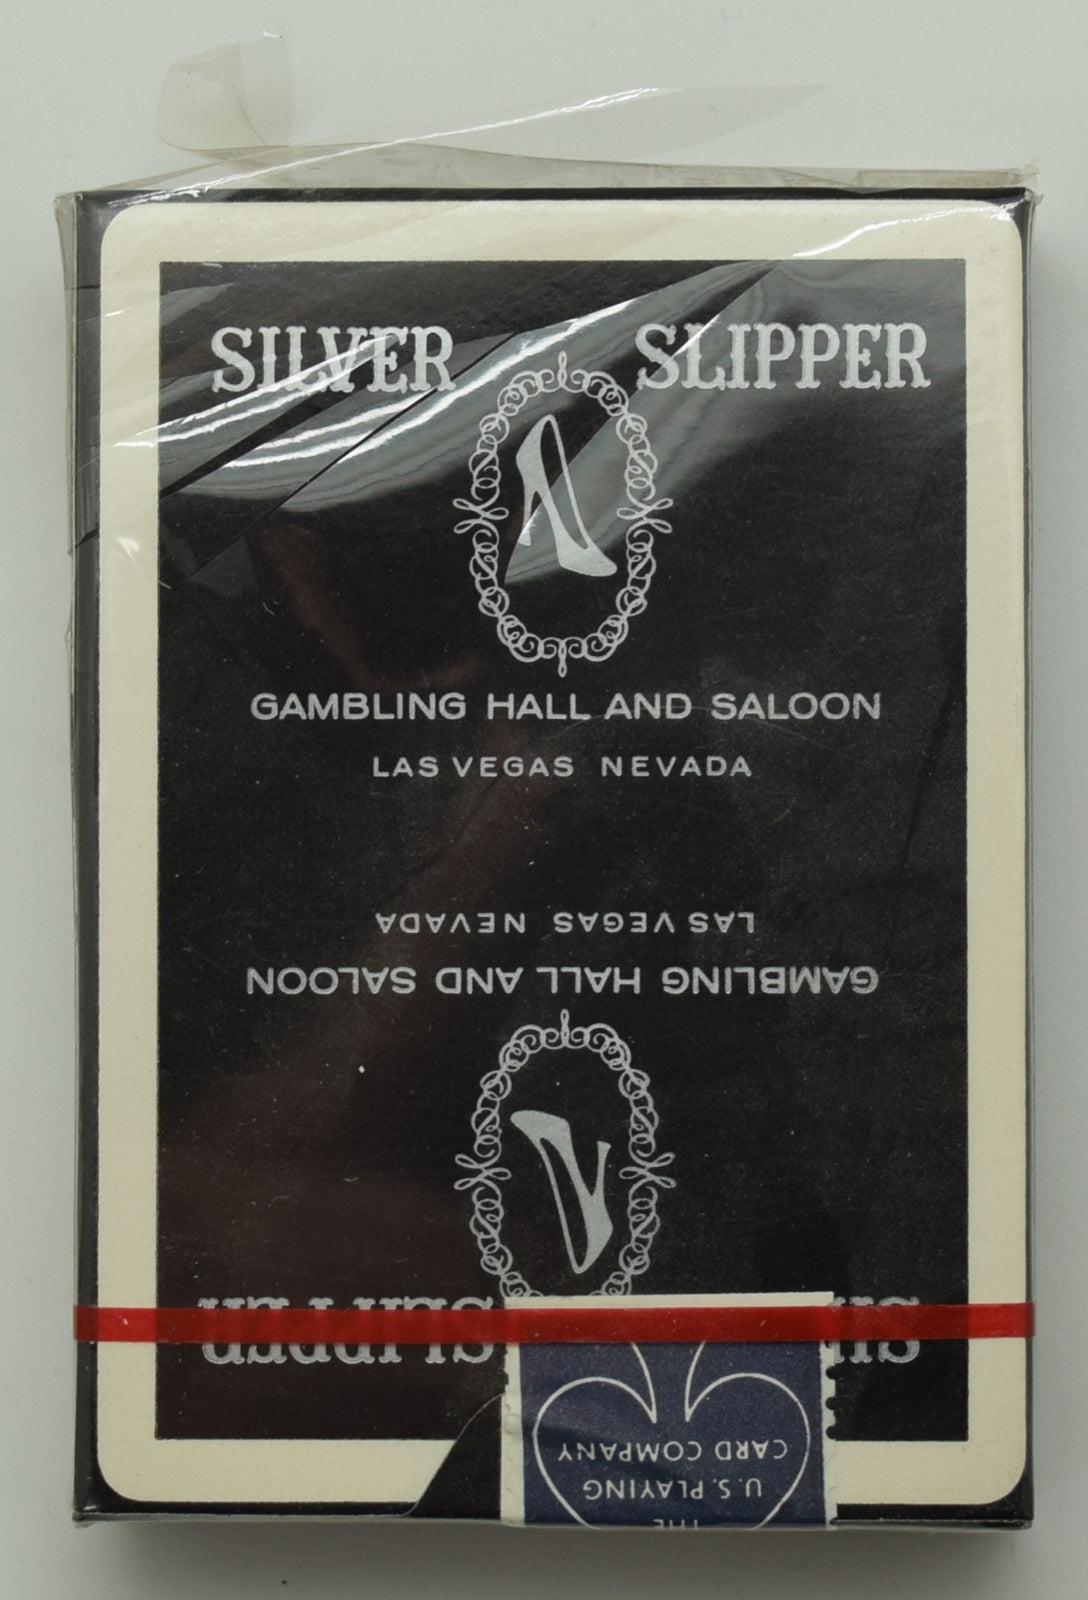 SILVER SLIPPER
GAMBLING HALL AND SALOON
LAS VEGAS NEVADA
LAS VEGAS NEVADA
GAMBLING HALL AND SALOON
SLIPPER
THE
U.S. PLAYING
CARD COMPANY